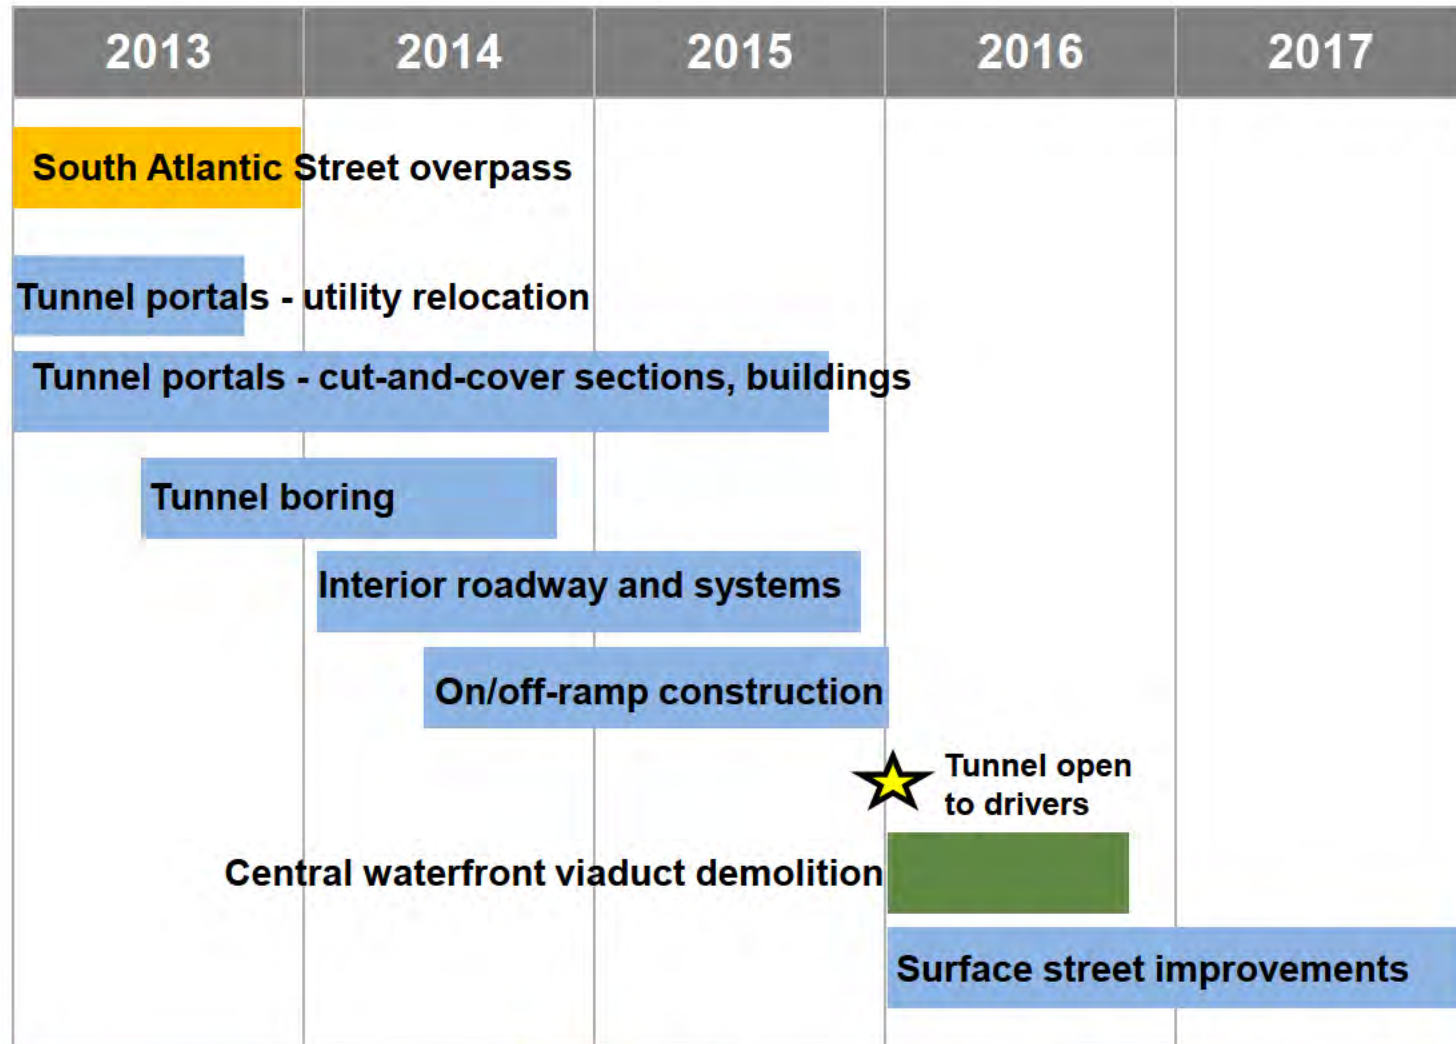 2013 2014 2015 2016 2017
South Atlantic Street overpass
Tunnel portals - utility relocation
Tunnel portals - cut-and-cover sections, buildings
Tunnel boring
Interior roadway and systems
On/off-ramp construction
Tunnel open
to drivers
Central waterfront viaduct demolition
Surface street improvements